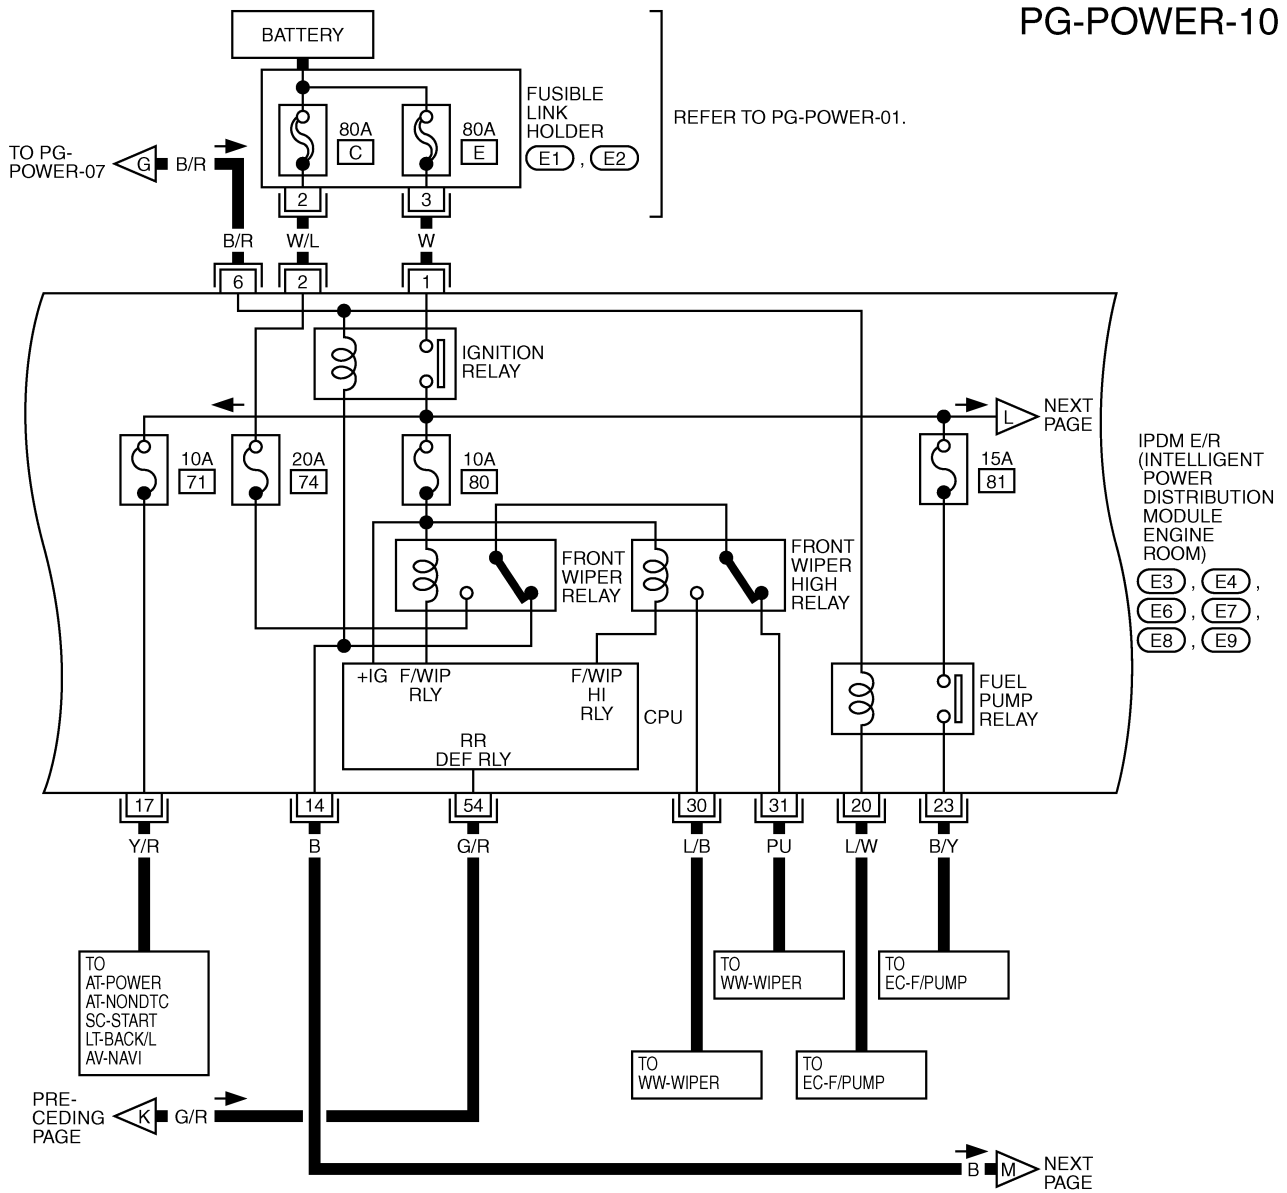 PG-POWER-10
BATTERY
FUSIBLE
LINK
HOLDER
E1 , E2
80A
C
80A
E
REFER TO PG-POWER-01.
TO PG-
POWER-07
G
B/R
2
3
B/R
W/L
W
6
2
1
IGNITION
RELAY
L
NEXT
PAGE
10A
71
20A
74
10A
80
15A
81
IPDM E/R
(INTELLIGENT
POWER
DISTRIBUTION
MODULE
ENGINE
ROOM)
E3 , E4 ,
E6 , E7 ,
E8 , E9
FRONT
WIPER
RELAY
FRONT
WIPER
HIGH
RELAY
+IG
F/WIP
RLY
F/WIP
HI
RLY
CPU
RR
DEF RLY
FUEL
PUMP
RELAY
17
14
54
30
31
20
23
Y/R
B
G/R
L/B
PU
L/W
B/Y
TO
AT-POWER
AT-NONDTC
SC-START
LT-BACK/L
AV-NAVI
TO
WW-WIPER
TO
EC-F/PUMP
TO
WW-WIPER
TO
EC-F/PUMP
PRE-
CEDING
PAGE
K
G/R
B
M
NEXT
PAGE